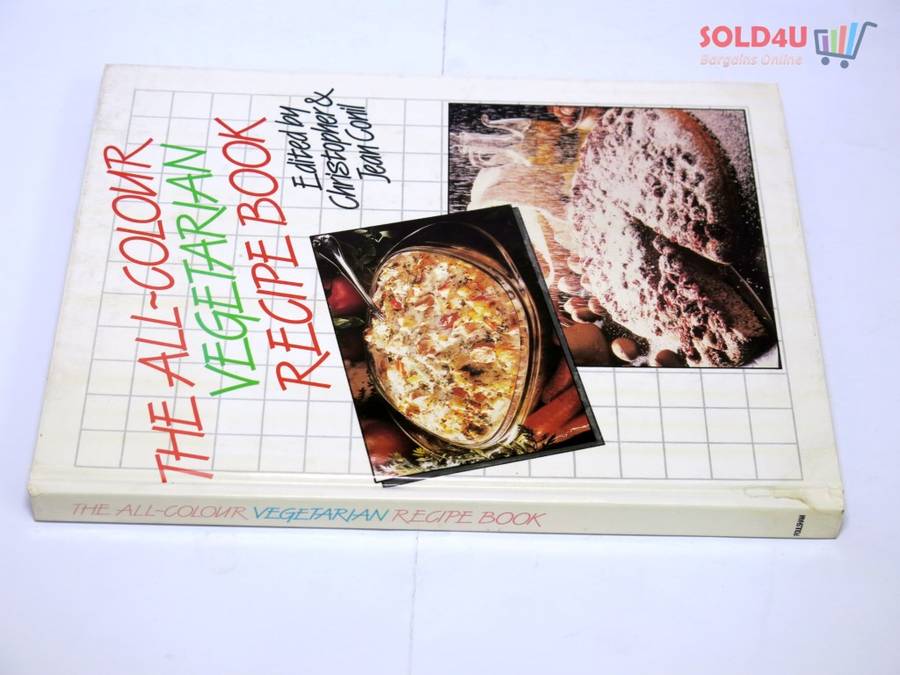 SOLD4U
Bargains Online
THE ALL-COLOUR
VEGETARIAN
RECIPE BOOK
Edited by
Christopher &
Jean Conil
THE ALL-COLOUR VEGETARIAN RECIPE BOOK
FOULSHAM